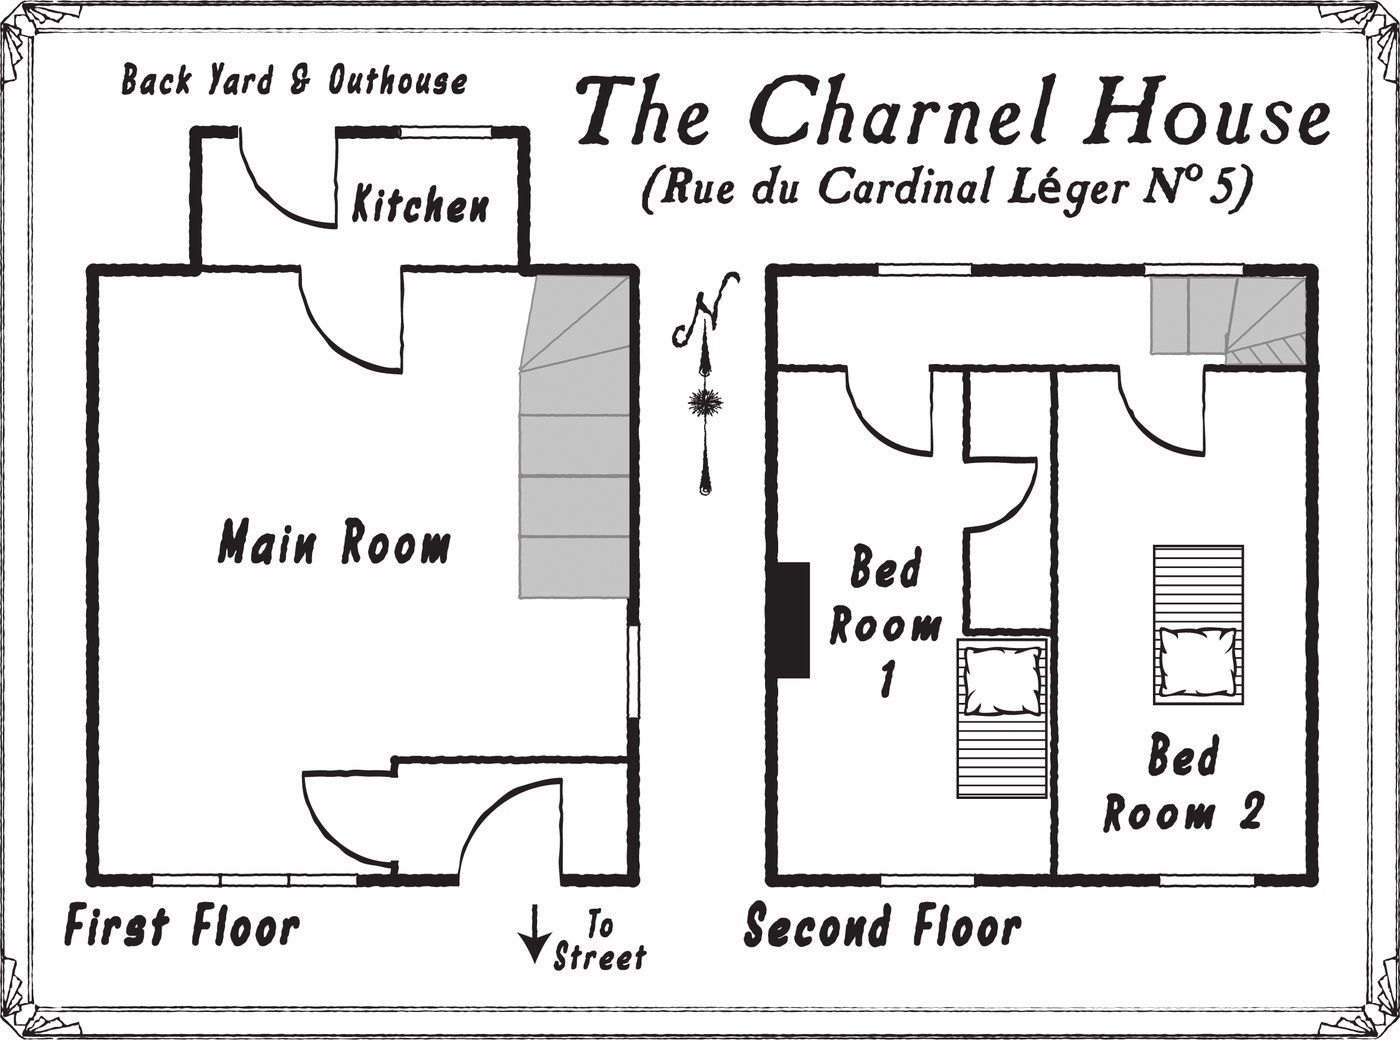 Back Yard & Outhouse
The Charnel House
(Rue du Cardinal Léger Nº 5)
Kitchen
N
Main Room
Bed
Room
1
Bed
Room 2
First Floor
To
Street
Second Floor